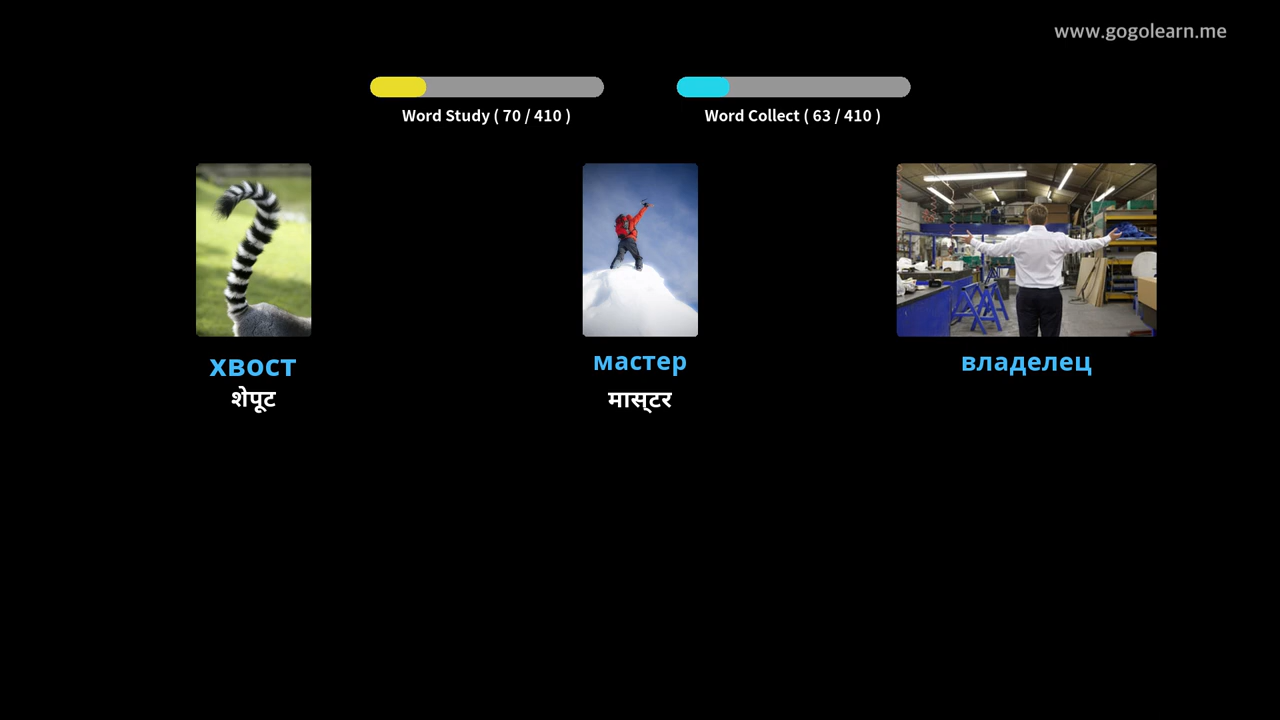 www.gogolearn.me
Word Study ( 70 / 410 )
Word Collect ( 63 / 410 )
хвост
शेपूट
мастер
मास्टर
владелец